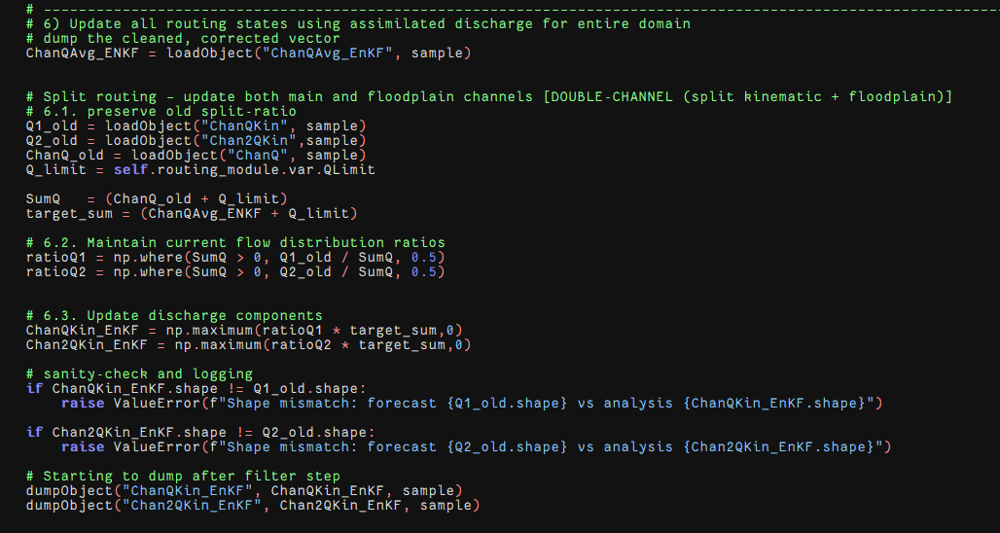 # --------------------------------------------------------------------------------------------------------------
# 6) Update all routing states using assimilated discharge for entire domain
# dump the cleaned, corrected vector
ChanQAvg_ENKF = loadObject("ChanQAvg_EnKF", sample)
# Split routing – update both main and floodplain channels [DOUBLE-CHANNEL (split kinematic + floodplain)]
# 6.1. preserve old split-ratio
Q1_old = loadObject("ChanQKin", sample)
Q2_old = loadObject("Chan2QKin",sample)
ChanQ_old = loadObject("ChanQ", sample)
Q_limit = self.routing_module.var.QLimit
SumQ   = (ChanQ_old + Q_limit)
target_sum = (ChanQAvg_ENKF + Q_limit)
# 6.2. Maintain current flow distribution ratios
ratioQ1 = np.where(SumQ > 0, Q1_old / SumQ, 0.5)
ratioQ2 = np.where(SumQ > 0, Q2_old / SumQ, 0.5)
# 6.3. Update discharge components
ChanQKin_EnKF = np.maximum(ratioQ1 * target_sum,0)
Chan2QKin_EnKF = np.maximum(ratioQ2 * target_sum,0)
# sanity-check and logging
if ChanQKin_EnKF.shape != Q1_old.shape:
    raise ValueError(f"Shape mismatch: forecast {Q1_old.shape} vs analysis {ChanQKin_EnKF.shape}")
if Chan2QKin_EnKF.shape != Q2_old.shape:
    raise ValueError(f"Shape mismatch: forecast {Q2_old.shape} vs analysis {Chan2QKin_EnKF.shape}")
# Starting to dump after filter step
dumpObject("ChanQKin_EnKF", ChanQKin_EnKF, sample)
dumpObject("Chan2QKin_EnKF", Chan2QKin_EnKF, sample)